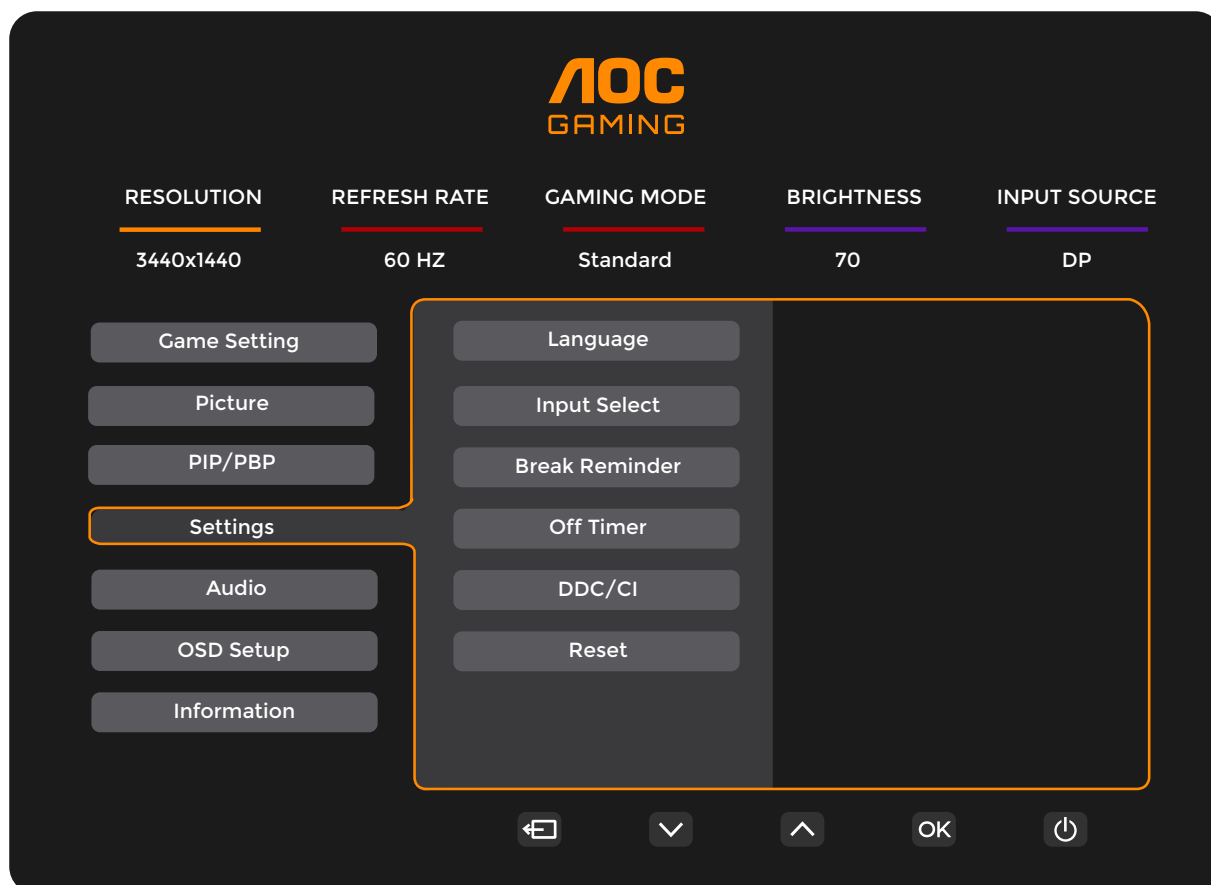 AOC
GAMING
RESOLUTION REFRESH RATE GAMING MODE BRIGHTNESS INPUT SOURCE
3440x1440 60 HZ Standard 70 DP
Game Setting
Picture
PIP/PBP
Settings
Audio
OSD Setup
Information
Language
Input Select
Break Reminder
Off Timer
DDC/CI
Reset
OK